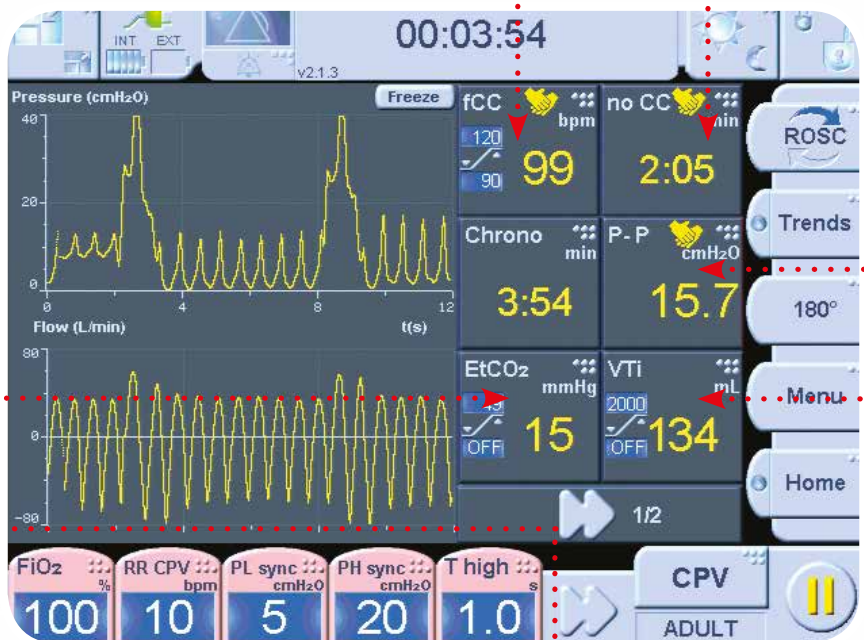 INT EXT
v2.1.3
00:03:54
Pressure (cmH2O)
Freeze
40
20
0
0 4 8 12
Flow (L/min) t(s)
80
0
-80
fCC
bpm
120
90
99
no CC
min
2:05
Chrono
min
3:54
P-P
cmH2O
15.7
EtCO2
mmHg
OFF
15
VTi
mL
2000
OFF
134
1/2
ROSC
Trends
180°
Menu
Home
FiO2
%
100
RR CPV
bpm
10
PL sync
cmH2O
5
PH sync
cmH2O
20
T high
s
1.0
CPV
ADULT